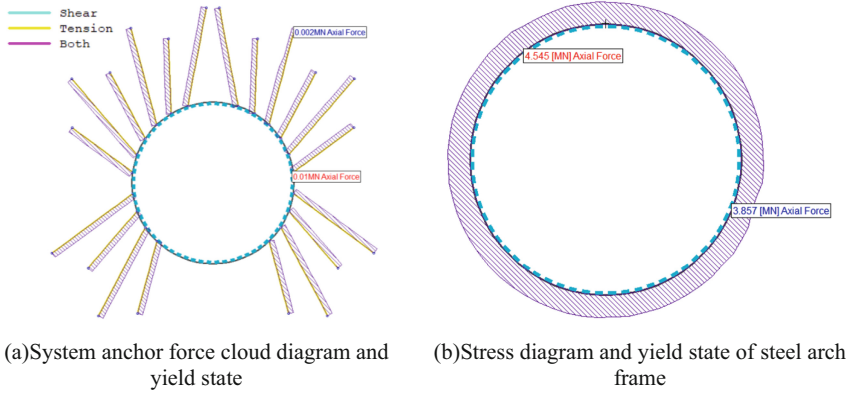 Shear
Tension
Both
0.002MN Axial Force
0.01MN Axial Force
4.545 [MN] Axial Force
3.857 [MN] Axial Force
(a)System anchor force cloud diagram and
yield state
(b)Stress diagram and yield state of steel arch
frame